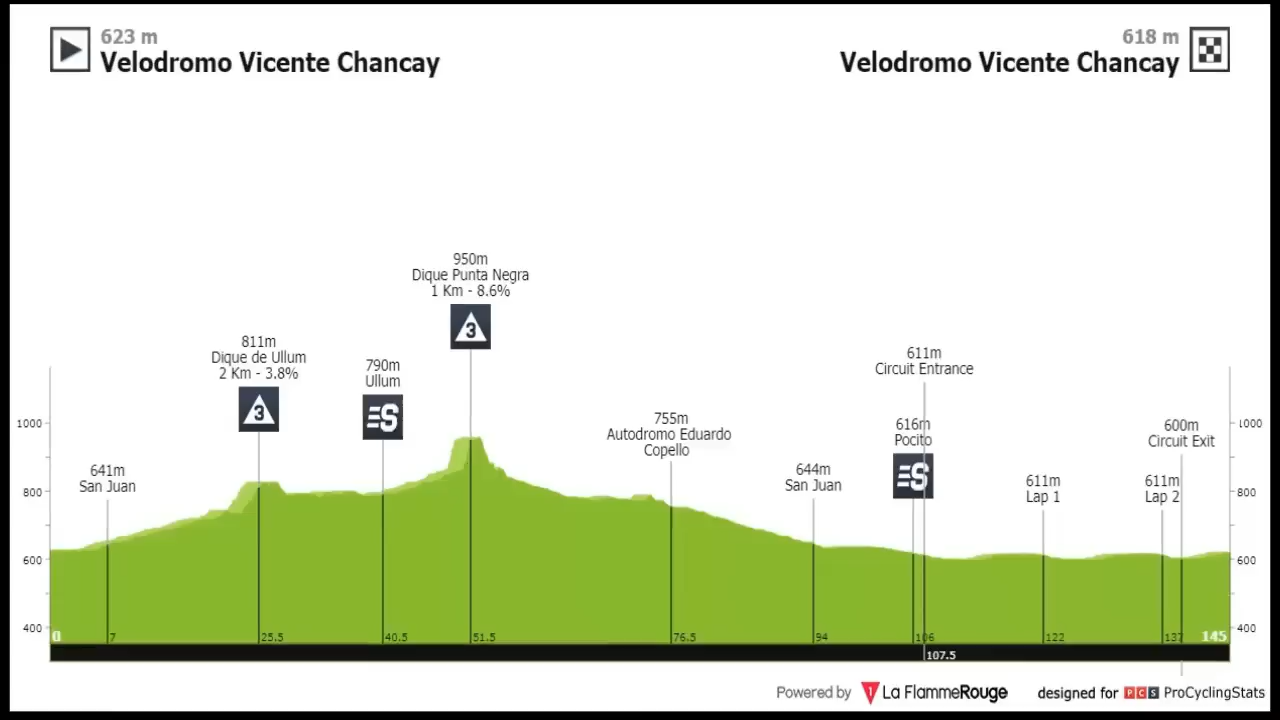 623 m
Velodromo Vicente Chancay
618 m
Velodromo Vicente Chancay
950m
Dique Punta Negra
1 Km - 8.6%
3
811m
Dique de Ullum
2 Km - 3.8%
3
790m
Ullum
S
611m
Circuit Entrance
616m
Pocito
S
755m
Autodromo Eduardo
Copello
600m
Circuit Exit
641m
San Juan
644m
San Juan
611m
Lap 1
611m
Lap 2
1000
800
600
400
1000
800
600
400
0
7
25.5
40.5
51.5
76.5
94
106
122
137
145
107.5
Powered by La FlammeRouge
designed for PCS ProCyclingStats